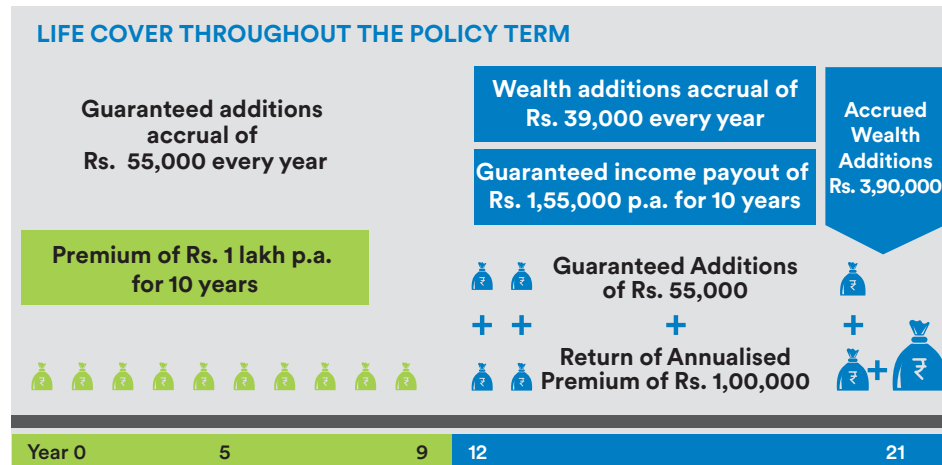 LIFE COVER THROUGHOUT THE POLICY TERM
Guaranteed additions
accrual of
Rs. 55,000 every year
Premium of Rs. 1 lakh p.a.
for 10 years
Wealth additions accrual of
Rs. 39,000 every year
Guaranteed income payout of
Rs. 1,55,000 p.a. for 10 years
Accrued
Wealth
Additions
Rs. 3,90,000
Guaranteed Additions
of Rs. 55,000
+ + + +
Return of Annualised
Premium of Rs. 1,00,000
+
₹ ₹ ₹ ₹ ₹ ₹ ₹ ₹ ₹ ₹
Year 0 5 9 12 21